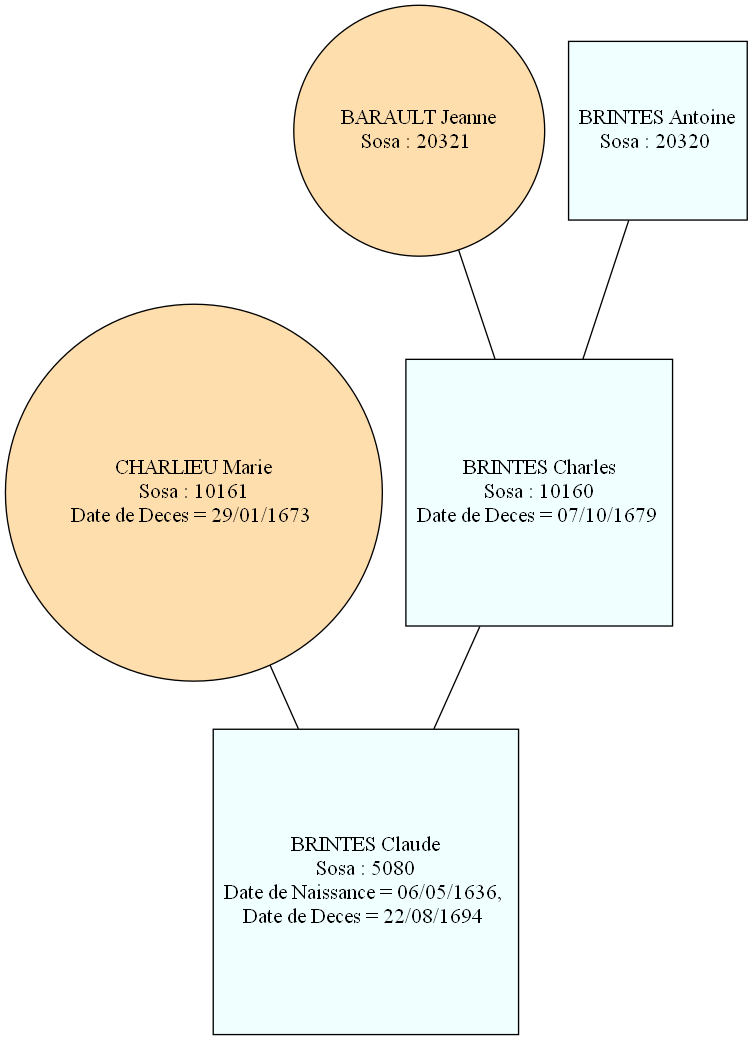 BARAULT Jeanne
Sosa : 20321
BRINTES Antoine
Sosa : 20320
CHARLIEU Marie
Sosa : 10161
Date de Deces = 29/01/1673
BRINTES Charles
Sosa : 10160
Date de Deces = 07/10/1679
BRINTES Claude
Sosa : 5080
Date de Naissance = 06/05/1636,
Date de Deces = 22/08/1694